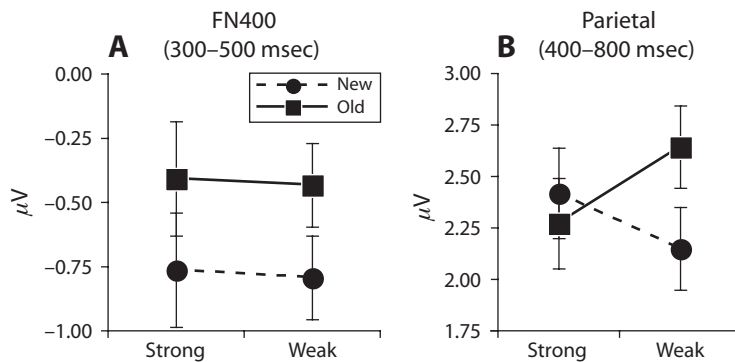 FN400
A (300–500 msec)
μV
0.00
–0.25
–0.50
–0.75
–1.00
New
Old
Strong Weak
Parietal
B (400–800 msec)
μV
3.00
2.75
2.50
2.25
2.00
1.75
Strong Weak